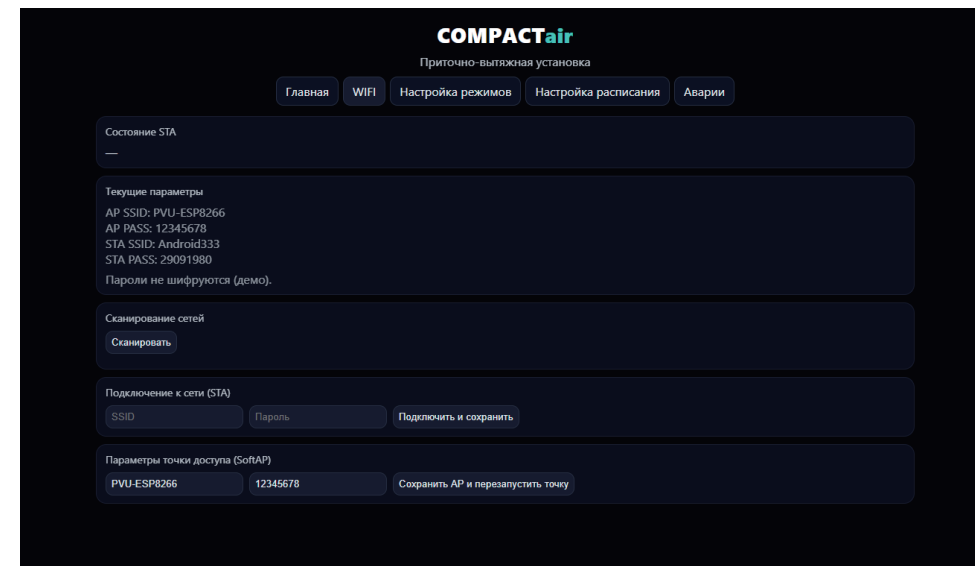 COMPACTair
Приточно-вытяжная установка
Главная WIFI Настройка режимов Настройка расписания Аварии
Состояние STA
—
Текущие параметры
AP SSID: PVU-ESP8266
AP PASS: 12345678
STA SSID: Android333
STA PASS: 29091980
Пароли не шифруются (демо).
Сканирование сетей
Сканировать
Подключение к сети (STA)
SSID Пароль Подключить и сохранить
Параметры точки доступа (SoftAP)
PVU-ESP8266 12345678 Сохранить AP и перезапустить точку